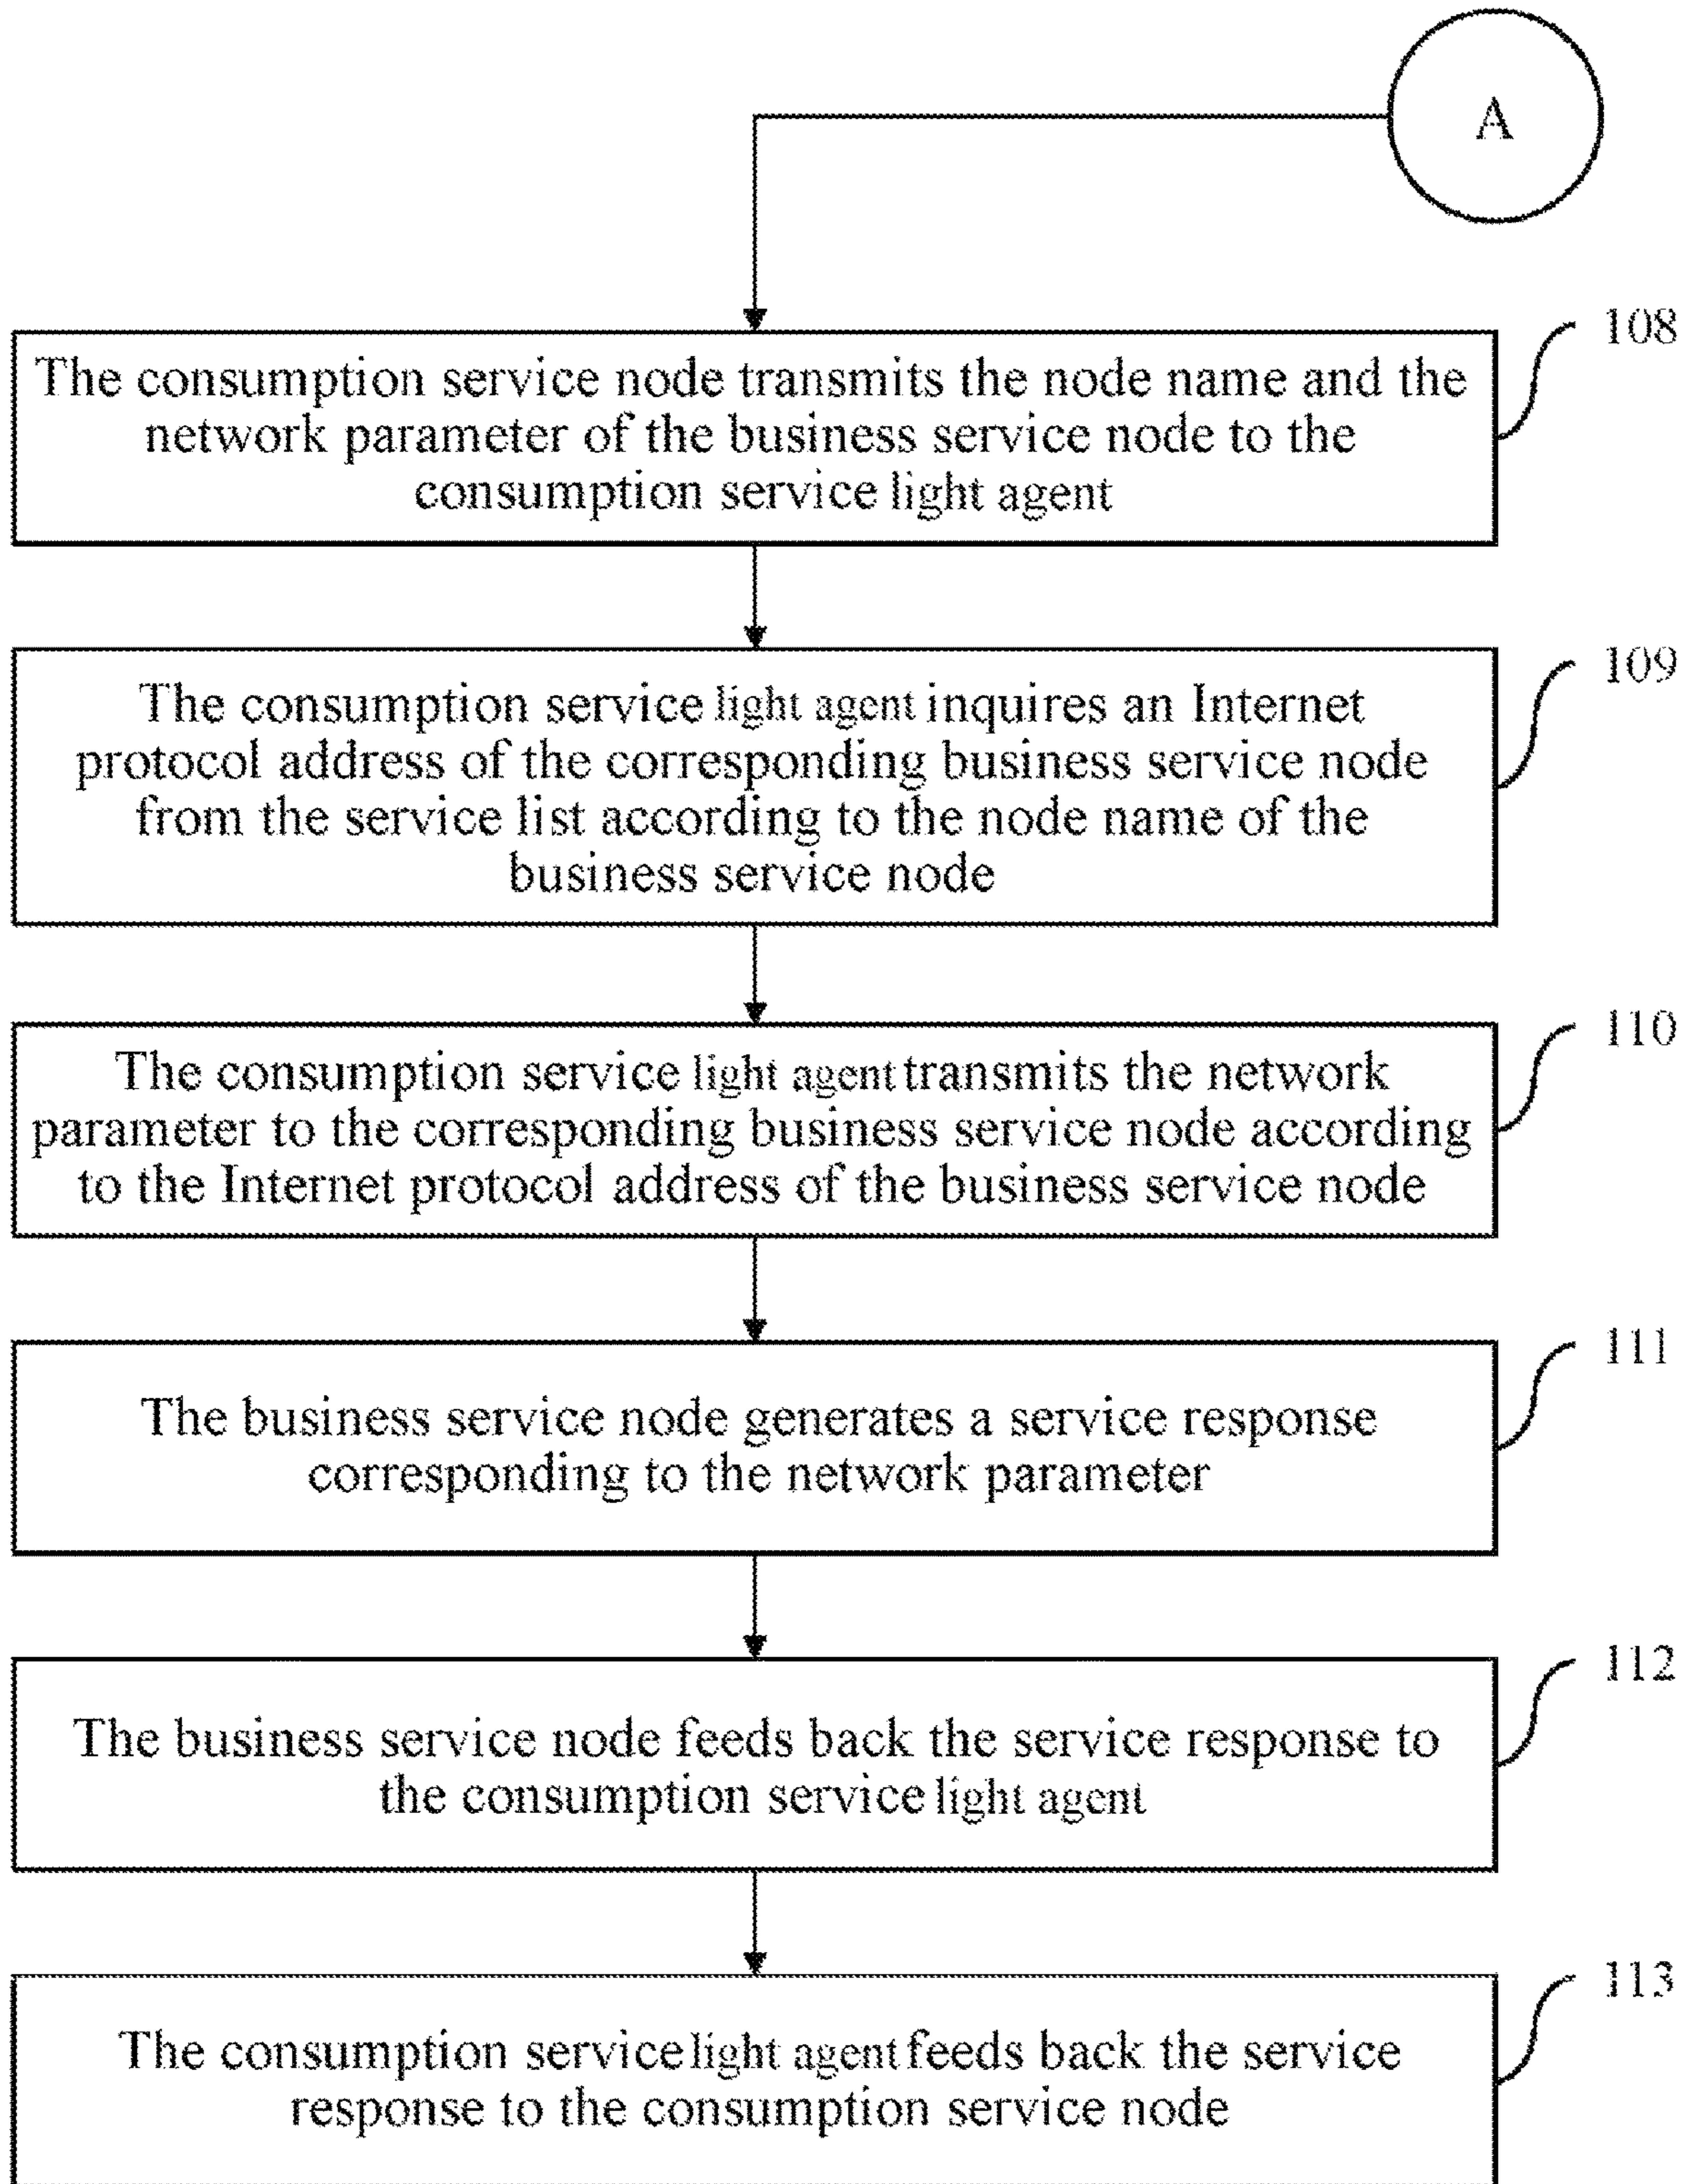 A
108
The consumption service node transmits the node name and the
network parameter of the business service node to the
consumption service light agent
109
The consumption service light agent inquires an Internet
protocol address of the corresponding business service node
from the service list according to the node name of the
business service node
110
The consumption service light agent transmits the network
parameter to the corresponding business service node according
to the Internet protocol address of the business service node
111
The business service node generates a service response
corresponding to the network parameter
112
The business service node feeds back the service response to
the consumption service light agent
113
The consumption service light agent feeds back the service
response to the consumption service node